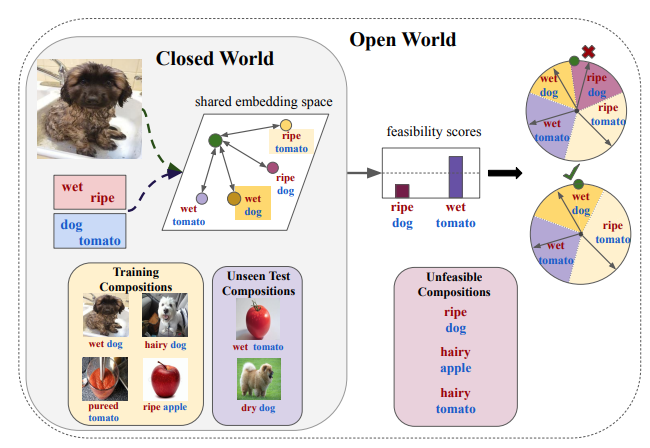 Open World
Closed World
shared embedding space
ripe
tomato
ripe
dog
wet
dog
wet
tomato
wet
ripe
dog
tomato
feasibility scores
ripe
dog
wet
tomato
wet
dog
ripe
dog
ripe
tomato
wet
tomato
wet
dog
ripe
tomato
wet
tomato
Training
Compositions
wet dog
hairy dog
pureed
tomato
ripe apple
Unseen Test
Compositions
wet tomato
dry dog
Unfeasible
Compositions
ripe
dog
hairy
apple
hairy
tomato